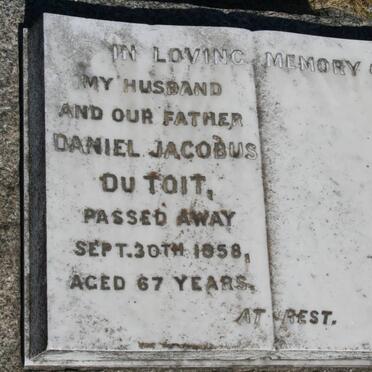 IN LOVING MEMORY
MY HUSBAND
AND OUR FATHER
DANIEL JACOBUS
DU TOIT,
PASSED AWAY
SEPT. 30TH 1958,
AGED 67 YEARS.
AT REST.